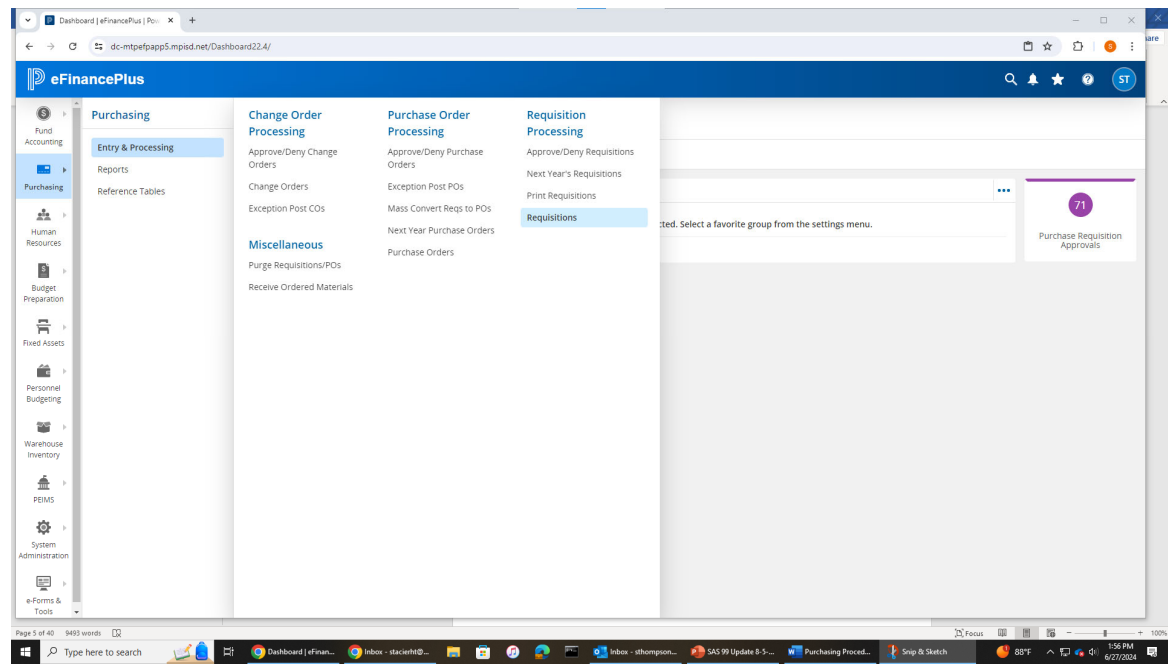 Dashboard | eFinancePlus | Pow
dc-mtpefpapp5.mpisd.net/Dashboard22.4/
S
are
eFinancePlus
ST
Fund
Accounting
Purchasing
Human
Resources
Budget
Preparation
Fixed Assets
Personnel
Budgeting
Warehouse
Inventory
PEIMS
System
Administration
e-Forms &
Tools
Purchasing
Entry & Processing
Reports
Reference Tables
Change Order
Processing
Approve/Deny Change
Orders
Change Orders
Exception Post COs
Miscellaneous
Purge Requisitions/POs
Receive Ordered Materials
Purchase Order
Processing
Approve/Deny Purchase
Orders
Exception Post POs
Mass Convert Reqs to POs
Next Year Purchase Orders
Purchase Orders
Requisition
Processing
Approve/Deny Requisitions
Next Year's Requisitions
Print Requisitions
Requisitions
cted. Select a favorite group from the settings menu.
71
Purchase Requisition
Approvals
Page 5 of 40 9493 words
Focus
100%
Type here to search
Dashboard | eFinan...
Inbox - stacierht@...
Inbox - sthompson...
SAS 99 Update 8-5-...
Purchasing Proced...
Snip & Sketch
88°F
1:56 PM
6/27/2024